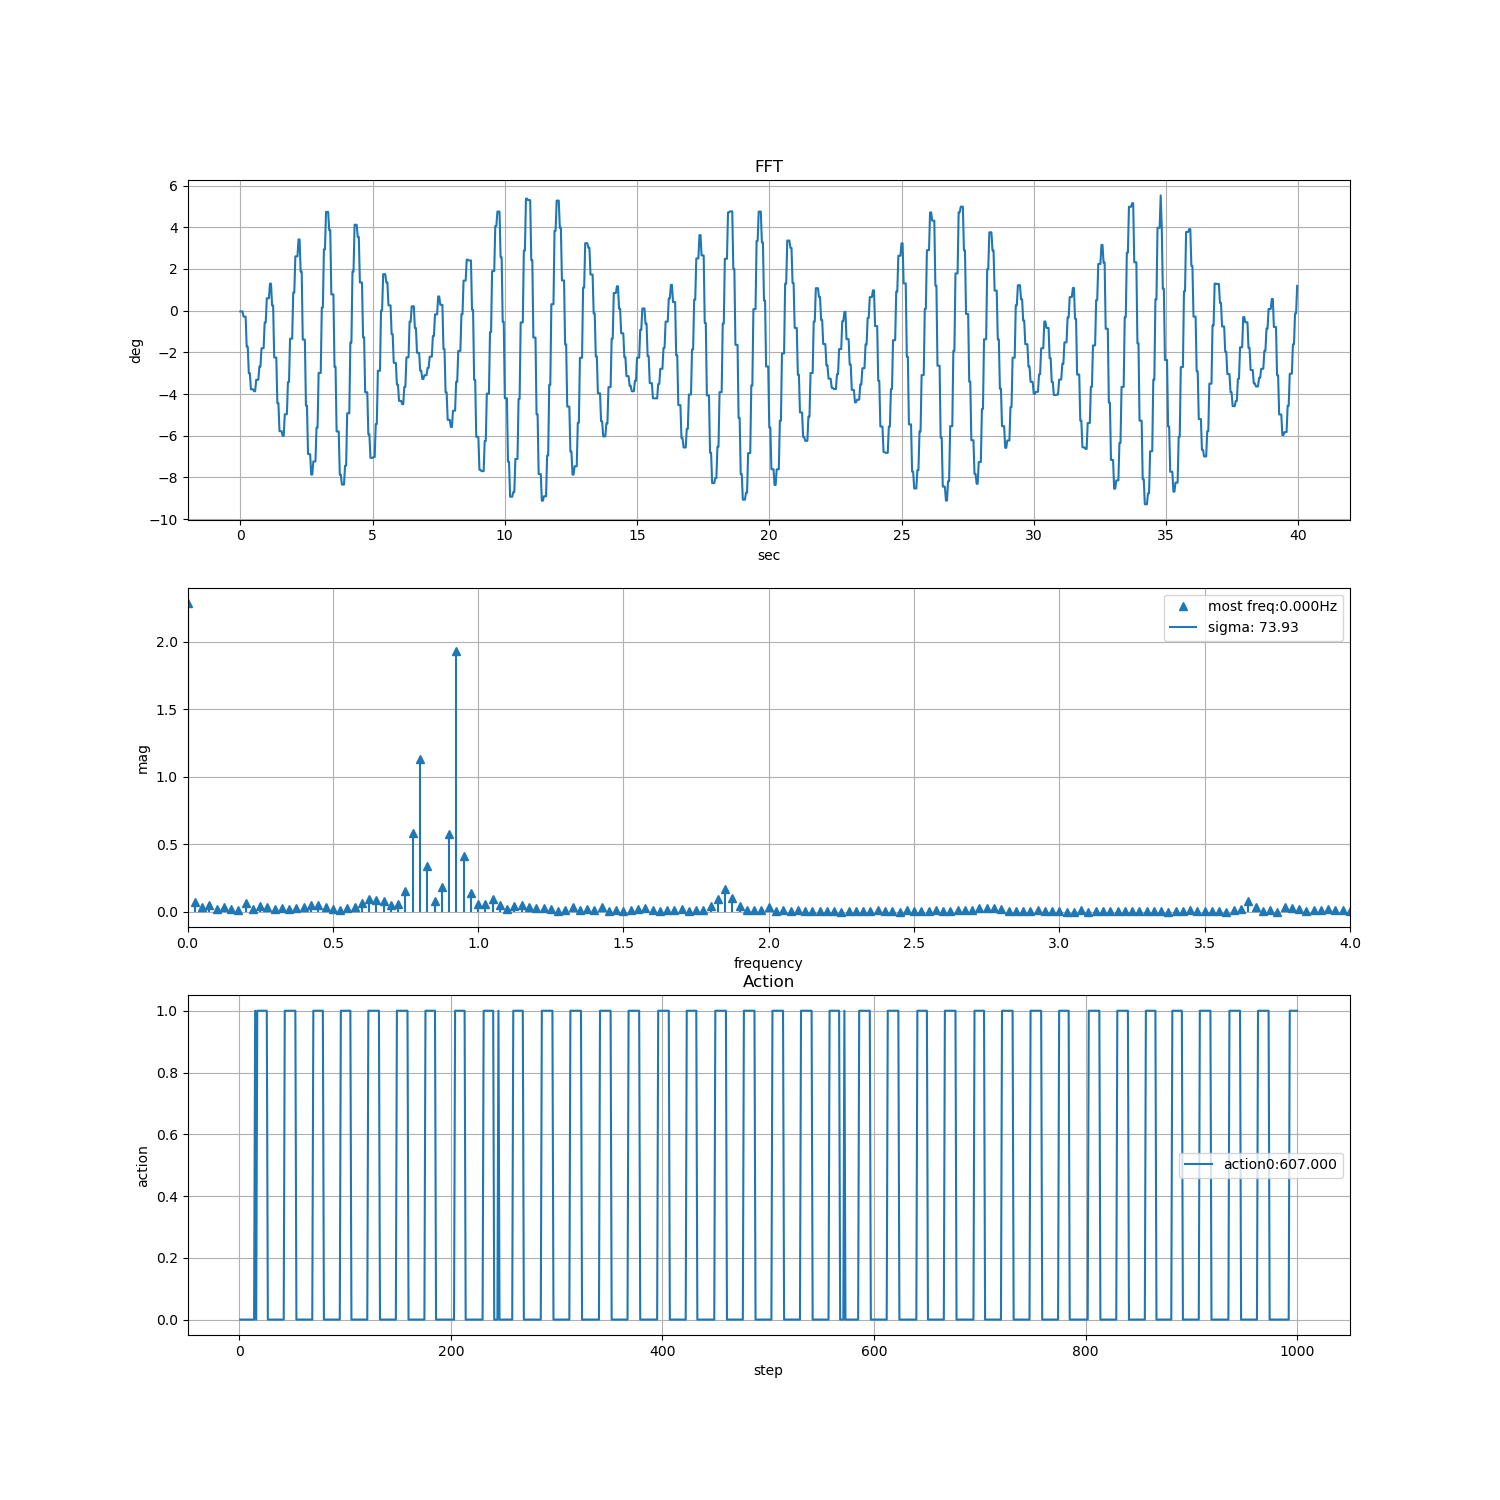 FFT
6
4
2
0
−2
−4
−6
−8
−10
deg
0 5 10 15 20 25 30 35 40
sec
most freq:0.000Hz
sigma: 73.93
2.0
1.5
1.0
0.5
0.0
mag
0.0 0.5 1.0 1.5 2.0 2.5 3.0 3.5 4.0
frequency
Action
1.0
0.8
0.6
0.4
0.2
0.0
action
action0:607.000
0 200 400 600 800 1000
step